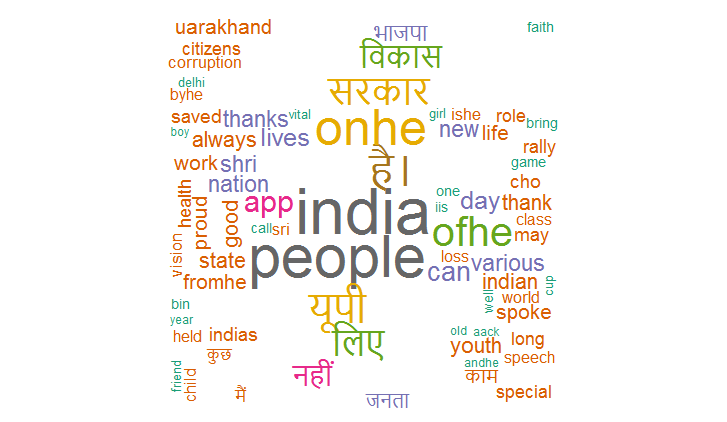 uarakhand
भाजपा
faith
citizens
विकास
corruption
delhi
सरकार
byhe
saved
thanks
vital
onhe
girl
ishe
role
bring
boy
always
lives
new
life
rally
work
shri
है।
game
nation
one
day
cho
health
proud
good
app
india
iis
thank
call
sri
ofhe
class
may
vision
state
people
loss
can
various
fromhe
indian
well
world
cup
bin
यूपी
spoke
year
held
indias
लिए
old
aack
long
कुछ
youth
speech
andhe
friend
child
नहीं
काम
मैं
जनता
special